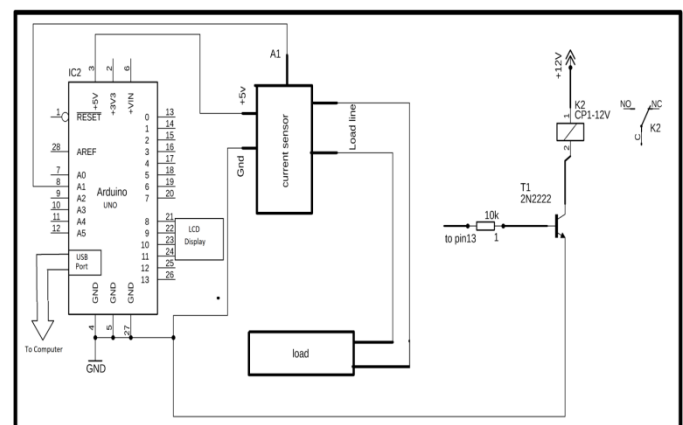 A1
IC2
3
2
6
+5V
+3V3
+VIN
1
RESET
28
AREF
7
A0
8
A1
9
A2
10
A3
11
A4
12
A5
Arduino
UNO
0
13
1
14
2
15
3
16
4
17
5
18
6
19
7
20
8
21
9
22
10
23
11
24
12
25
13
26
LCD
Display
USB
Port
GND
GND
GND
4
5
27
To Computer
GND
+5v
Gnd
current sensor
Load line
load
+12V
K2
CP1-12V
1
2
NO
NC
K2
C
T1
2N2222
10k
1
to pin13